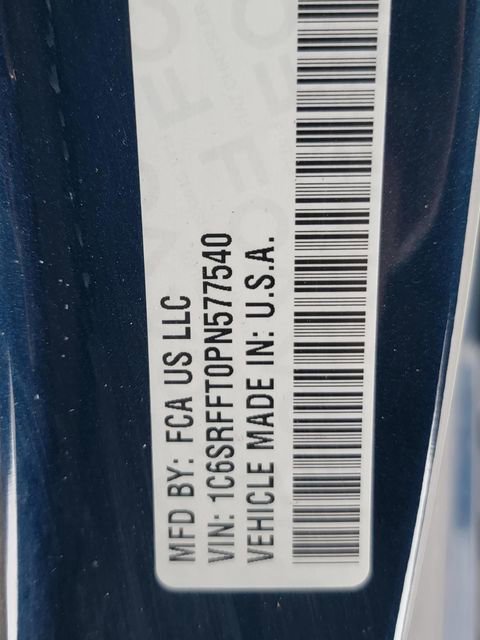 MFD BY: FCA US LLC
VIN: 1C6SRFFT0PN577540
VEHICLE MADE IN: U.S.A.